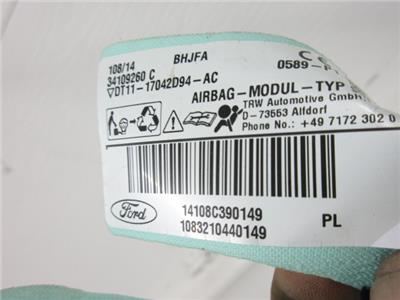 108/14 BHJFA
34109260 C 0589-P
DT11-17042D94-AC
AIRBAG-MODUL-TYP
TRW Automotive GmbH
D-73553 Alfdorf
Phone No.: +49 7172 302 0
Ford
14108C390149 PL
1083210440149